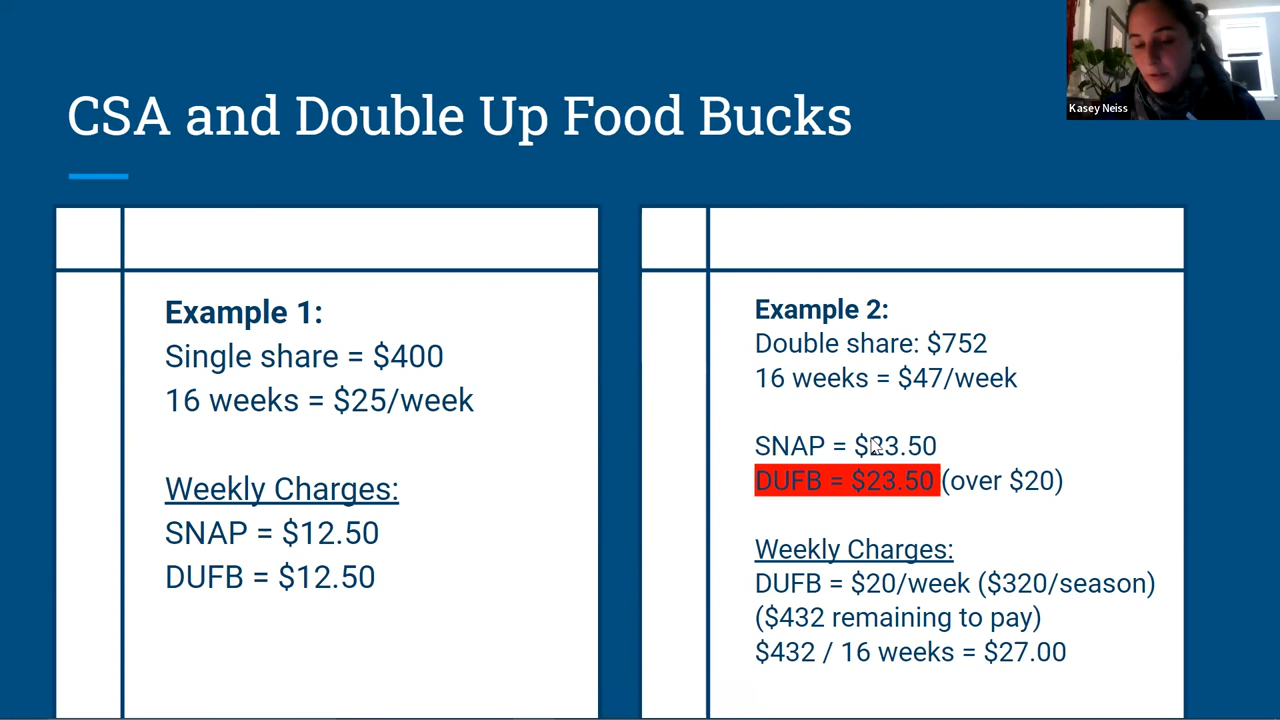 Kasey Neiss
CSA and Double Up Food Bucks
Example 1:
Single share = $400
16 weeks = $25/week
Weekly Charges:
SNAP = $12.50
DUFB = $12.50
Example 2:
Double share: $752
16 weeks = $47/week
SNAP = $23.50
DUFB = $23.50 (over $20)
Weekly Charges:
DUFB = $20/week ($320/season)
($432 remaining to pay)
$432 / 16 weeks = $27.00